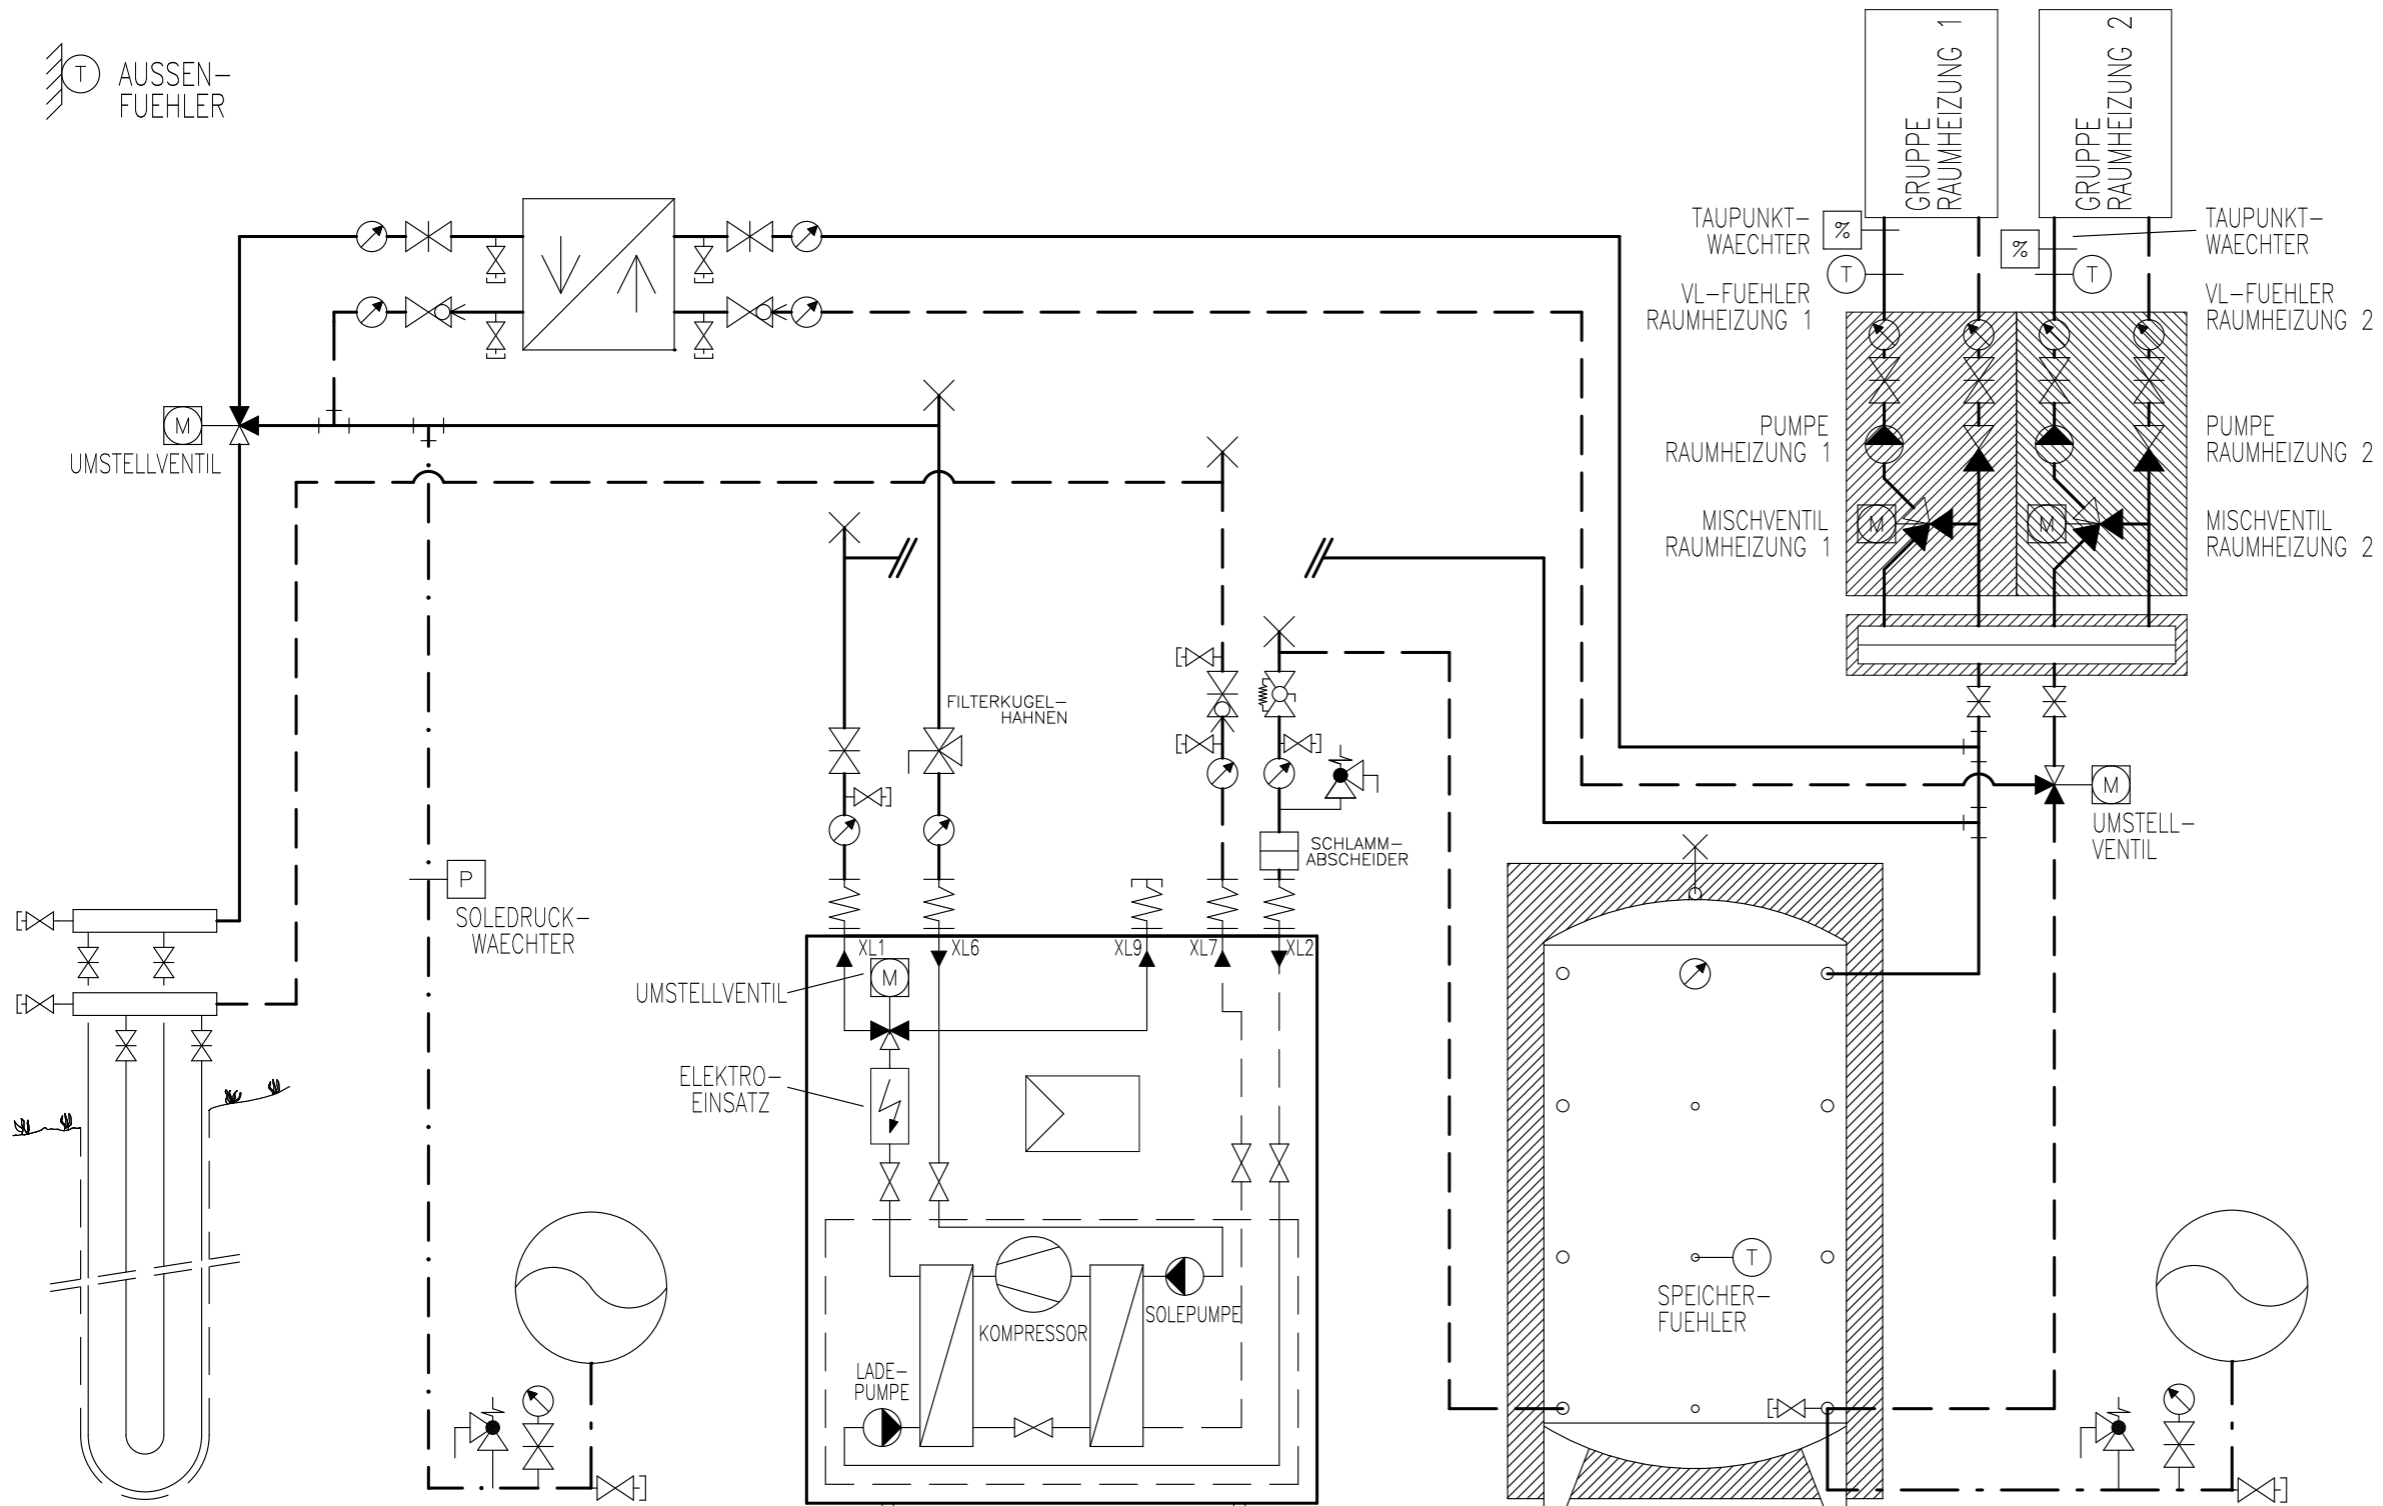 T
AUSSEN-
FUEHLER
GRUPPE
RAUMHEIZUNG 1
GRUPPE
RAUMHEIZUNG 2
TAUPUNKT-
WAECHTER
%
%
TAUPUNKT-
WAECHTER
T
T
VL-FUEHLER
RAUMHEIZUNG 1
VL-FUEHLER
RAUMHEIZUNG 2
M
UMSTELLVENTIL
PUMPE
RAUMHEIZUNG 1
PUMPE
RAUMHEIZUNG 2
MISCHVENTIL
RAUMHEIZUNG 1
M
M
MISCHVENTIL
RAUMHEIZUNG 2
FILTERKUGEL-
HAHNEN
M
UMSTELL-
VENTIL
SCHLAMM-
ABSCHEIDER
P
SOLEDRUCK-
WAECHTER
XL1
XL6
XL9
XL7
XL2
M
UMSTELLVENTIL
ELEKTRO-
EINSATZ
T
SPEICHER-
FUEHLER
SOLEPUMPE
KOMPRESSOR
LADE-
PUMPE